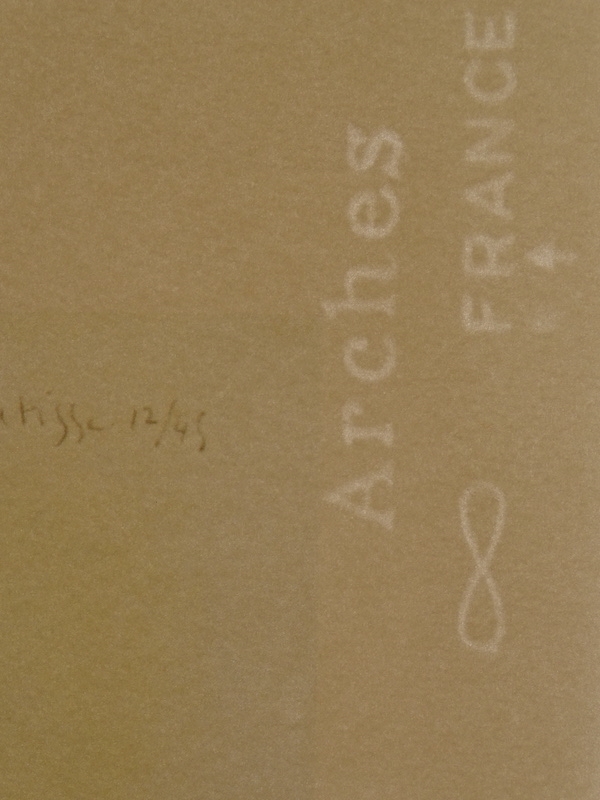 atisse 12/45
Arches
FRANCE